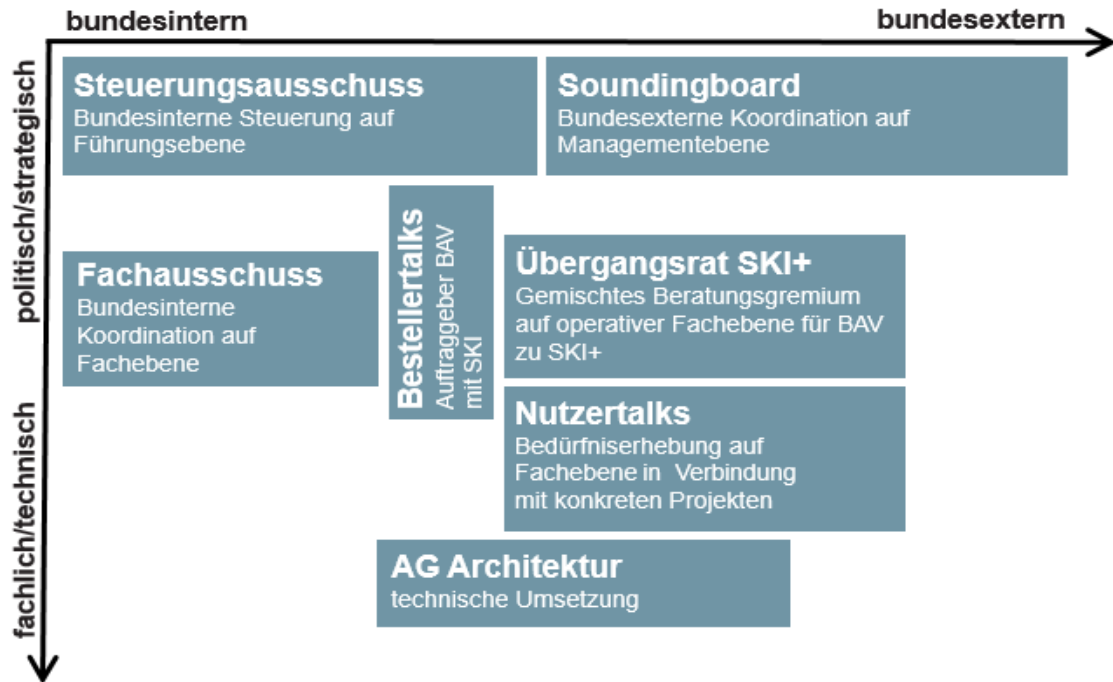 bundesintern
bundesextern
politisch/strategisch
fachlich/technisch
Steuerungsausschuss
Bundesinterne Steuerung auf
Führungsebene
Soundingboard
Bundesexterne Koordination auf
Managementebene
Fachausschuss
Bundesinterne
Koordination auf
Fachebene
Bestellertalks
Auftraggeber BAV
mit SKI
Übergangsrat SKI+
Gemischtes Beratungsgremium
auf operativer Fachebene für BAV
zu SKI+
Nutzertalks
Bedürfniserhebung auf
Fachebene in Verbindung
mit konkreten Projekten
AG Architektur
technische Umsetzung